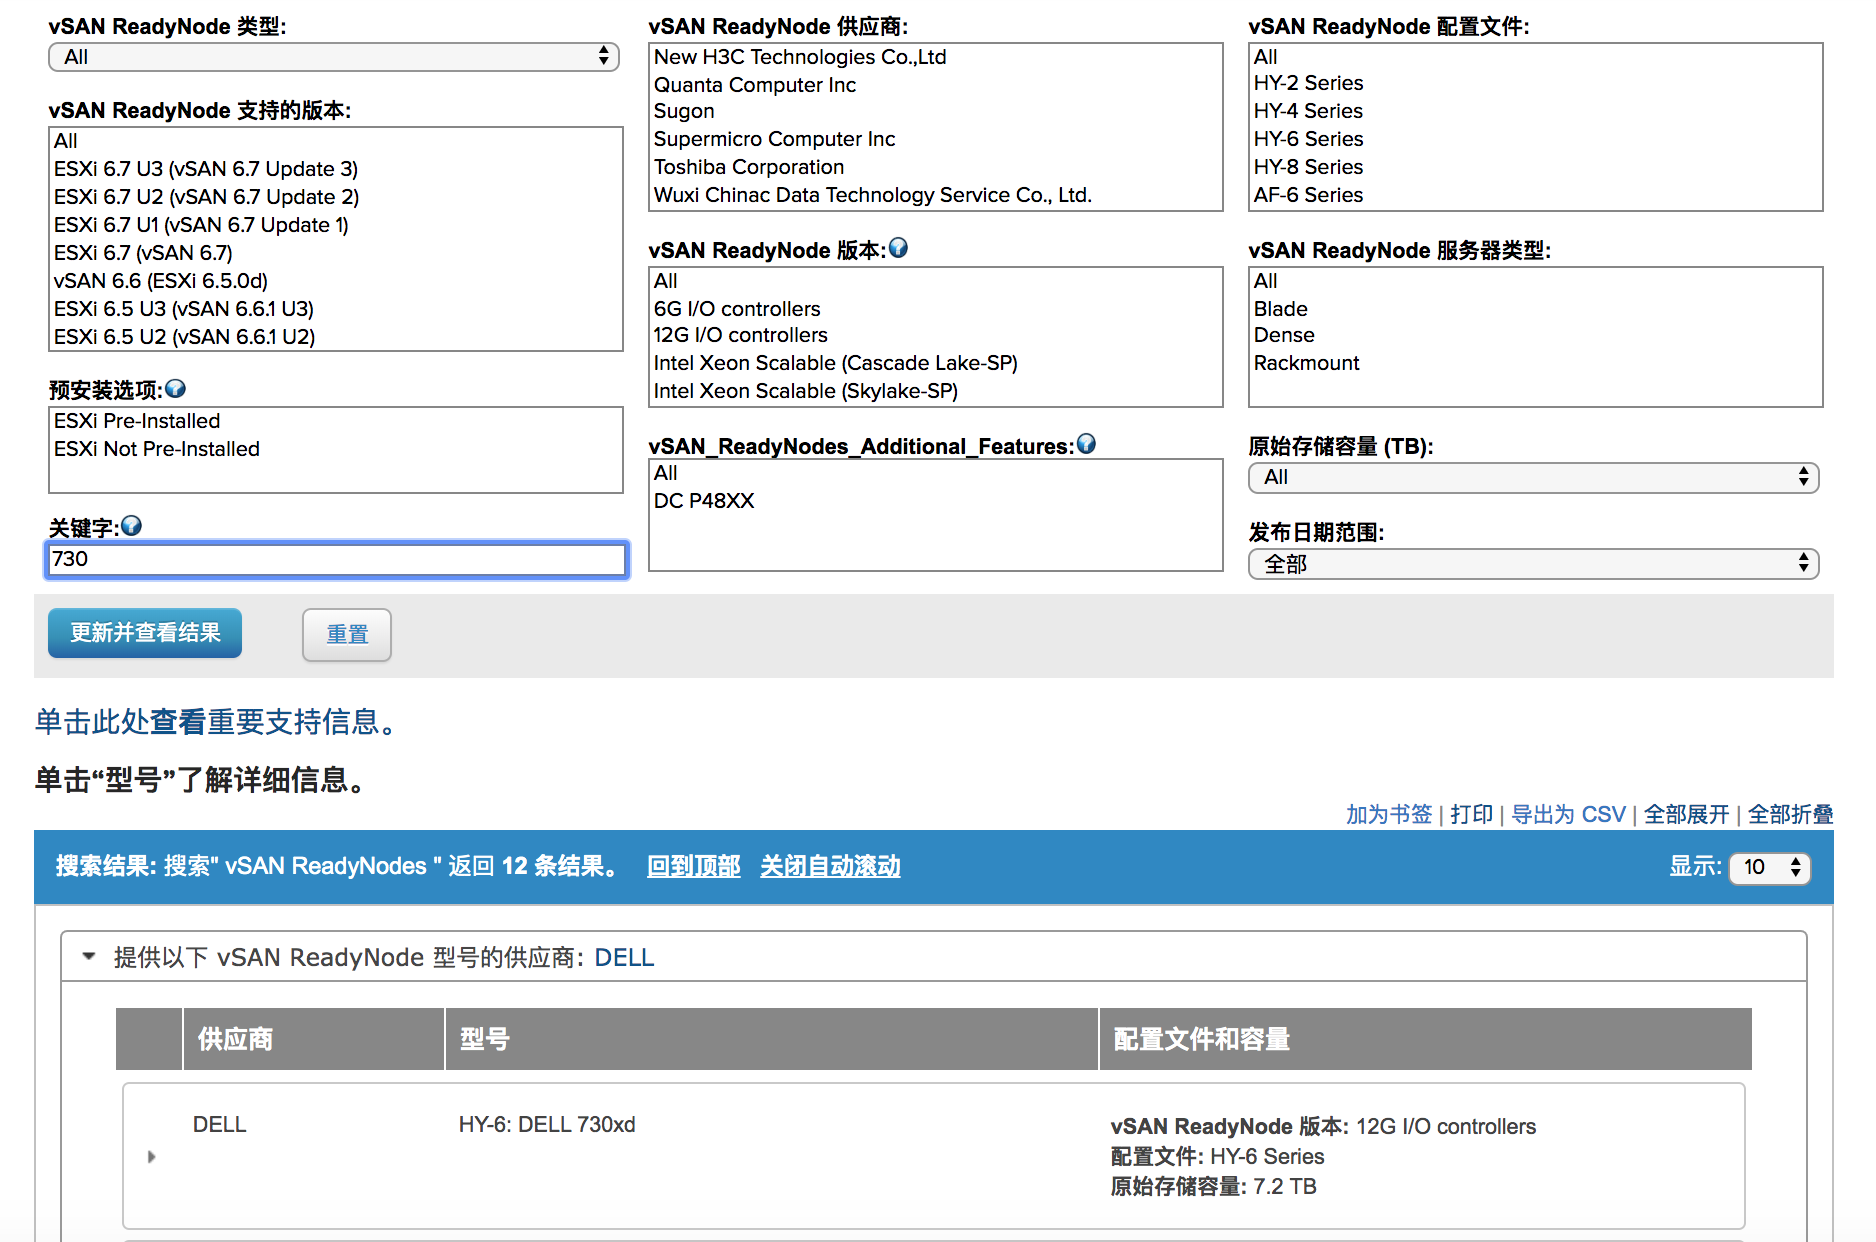 vSAN ReadyNode 类型:
All
vSAN ReadyNode 支持的版本:
All
ESXi 6.7 U3 (vSAN 6.7 Update 3)
ESXi 6.7 U2 (vSAN 6.7 Update 2)
ESXi 6.7 U1 (vSAN 6.7 Update 1)
ESXi 6.7 (vSAN 6.7)
vSAN 6.6 (ESXi 6.5.0d)
ESXi 6.5 U3 (vSAN 6.6.1 U3)
ESXi 6.5 U2 (vSAN 6.6.1 U2)
预安装选项:
ESXi Pre-Installed
ESXi Not Pre-Installed
关键字:
730
vSAN ReadyNode 供应商:
New H3C Technologies Co.,Ltd
Quanta Computer Inc
Sugon
Supermicro Computer Inc
Toshiba Corporation
Wuxi Chinac Data Technology Service Co., Ltd.
vSAN ReadyNode 版本:
All
6G I/O controllers
12G I/O controllers
Intel Xeon Scalable (Cascade Lake-SP)
Intel Xeon Scalable (Skylake-SP)
vSAN_ReadyNodes_Additional_Features:
All
DC P48XX
vSAN ReadyNode 配置文件:
All
HY-2 Series
HY-4 Series
HY-6 Series
HY-8 Series
AF-6 Series
vSAN ReadyNode 服务器类型:
All
Blade
Dense
Rackmount
原始存储容量 (TB):
All
发布日期范围:
全部
更新并查看结果
重置
单击此处查看重要支持信息。
单击“型号”了解详细信息。
加为书签 | 打印 | 导出为 CSV | 全部展开 | 全部折叠
搜索结果: 搜索" vSAN ReadyNodes " 返回 12 条结果。 回到顶部 关闭自动滚动
显示: 10
提供以下 vSAN ReadyNode 型号的供应商: DELL
供应商 型号 配置文件和容量
DELL HY-6: DELL 730xd vSAN ReadyNode 版本: 12G I/O controllers
配置文件: HY-6 Series
原始存储容量: 7.2 TB